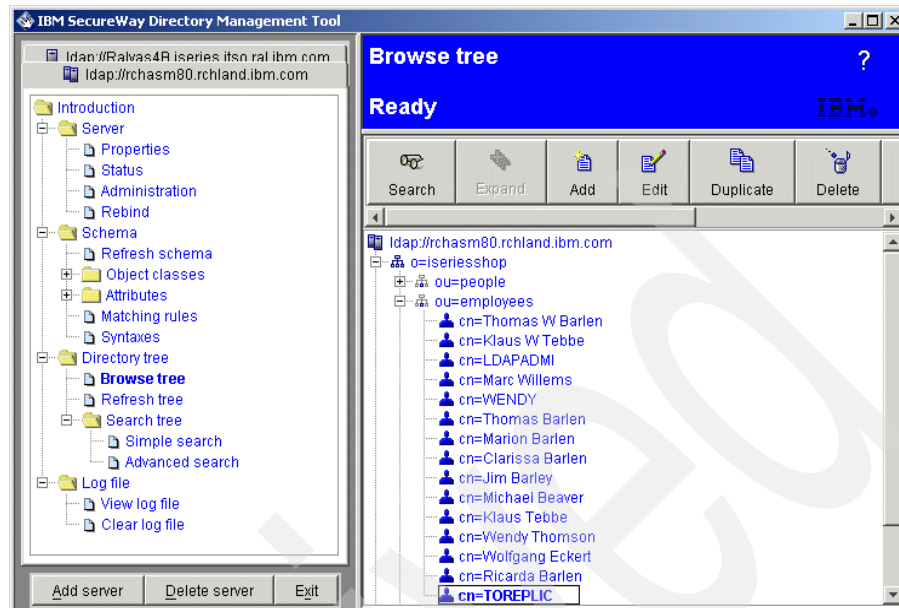 IBM SecureWay Directory Management Tool
ldap://Ralyas4B.iseries.itso.ral.ibm.com
ldap://rchasm80.rchland.ibm.com
Introduction
Server
Properties
Status
Administration
Rebind
Schema
Refresh schema
Object classes
Attributes
Matching rules
Syntaxes
Directory tree
Browse tree
Refresh tree
Search tree
Simple search
Advanced search
Log file
View log file
Clear log file
Add server
Delete server
Exit
Browse tree
?
Ready
IBM
Search
Expand
Add
Edit
Duplicate
Delete
ldap://rchasm80.rchland.ibm.com
o=iseriesshop
ou=people
ou=employees
cn=Thomas W Barlen
cn=Klaus W Tebbe
cn=LDAPADMI
cn=Marc Willems
cn=WENDY
cn=Thomas Barlen
cn=Marion Barlen
cn=Clarissa Barlen
cn=Jim Barley
cn=Michael Beaver
cn=Klaus Tebbe
cn=Wendy Thomson
cn=Wolfgang Eckert
cn=Ricarda Barlen
cn=TOREPLIC